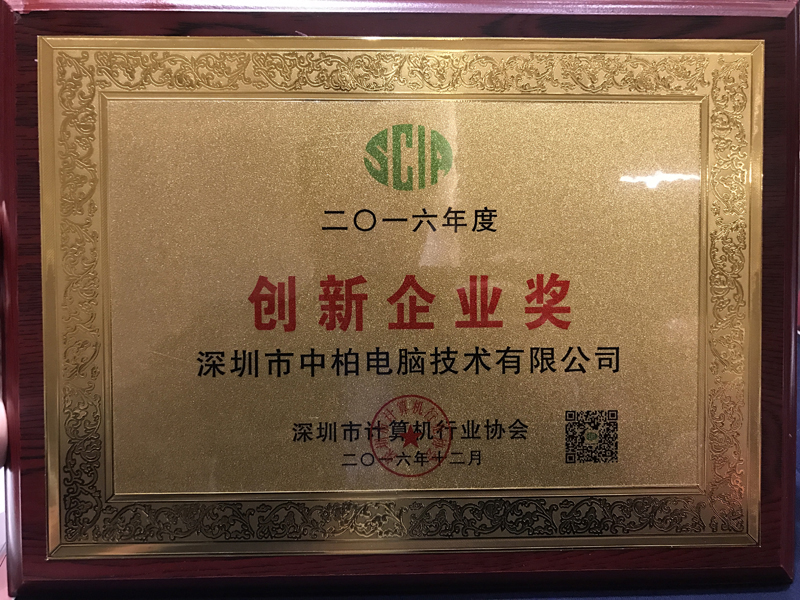 SCIA
二〇一六年度
创新企业奖
深圳市中柏电脑技术有限公司
深圳市计算机行业协会
二〇一六年十二月